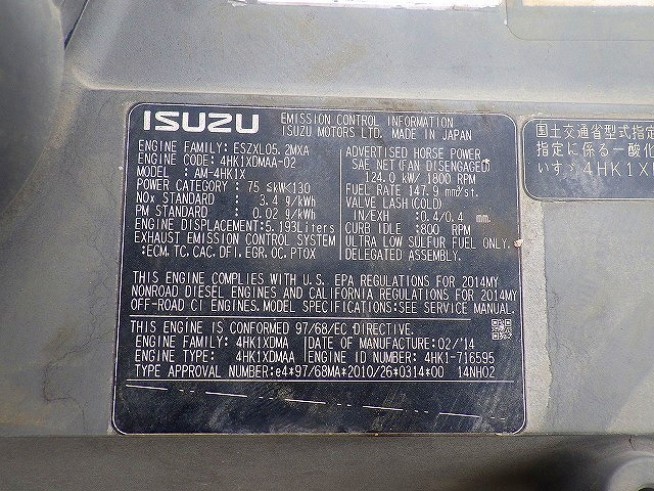 ISUZU
EMISSION CONTROL INFORMATION
ISUZU MOTORS LTD. MADE IN JAPAN
ENGINE FAMILY: ESZXL05.2MXA
ENGINE CODE: 4HK1XDMAA-02
MODEL : AM-4HK1X
POWER CATEGORY : 75 ≤kW<130
NOx STANDARD : 3.4 g/kWh
PM STANDARD : 0.02 g/kWh
ENGINE DISPLACEMENT: 5.193Liters
EXHAUST EMISSION CONTROL SYSTEM
:ECM, TC, CAC, DFI, EGR, OC, PTOX
ADVERTISED HORSE POWER:
SAE NET (FAN DISENGAGED)
124.0 kW/ 1800 RPM
FUEL RATE 147.9 mm³/st.
VALVE LASH (COLD)
IN/EXH :0.4/0.4 mm
CURB IDLE :800 RPM
ULTRA LOW SULFUR FUEL ONLY.
DELEGATED ASSEMBLY.
THIS ENGINE COMPLIES WITH U.S. EPA REGULATIONS FOR 2014MY
NONROAD DIESEL ENGINES AND CALIFORNIA REGULATIONS FOR 2014MY
OFF-ROAD CI ENGINES. MODEL SPECIFICATIONS: SEE SERVICE MANUAL.
THIS ENGINE IS CONFORMED 97/68/EC DIRECTIVE.
ENGINE FAMILY: 4HK1XDMA DATE OF MANUFACTURE: 02/'14
ENGINE TYPE: 4HK1XDMAA ENGINE ID NUMBER: 4HK1-716595
TYPE APPROVAL NUMBER: e4*97/68MA*2010/26*0314*00 14NH02
国土交通省型式指定
指定に係る一酸化
います。4HK1X